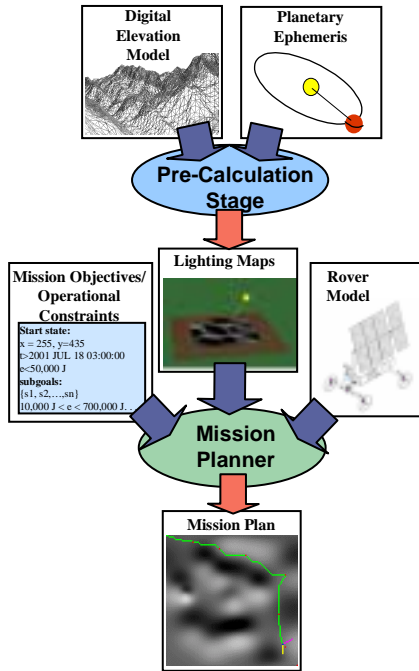 Digital
Elevation
Model
Planetary
Ephemeris
Pre-Calculation
Stage
Mission Objectives/
Operational
Constraints
Start state:
x = 255, y=435
t>2001 JUL 18 03:00:00
e<50,000 J
subgoals:
{s1, s2,…,sn}
10,000 J < e < 700,000 J. .
Lighting Maps
Rover
Model
Mission
Planner
Mission Plan